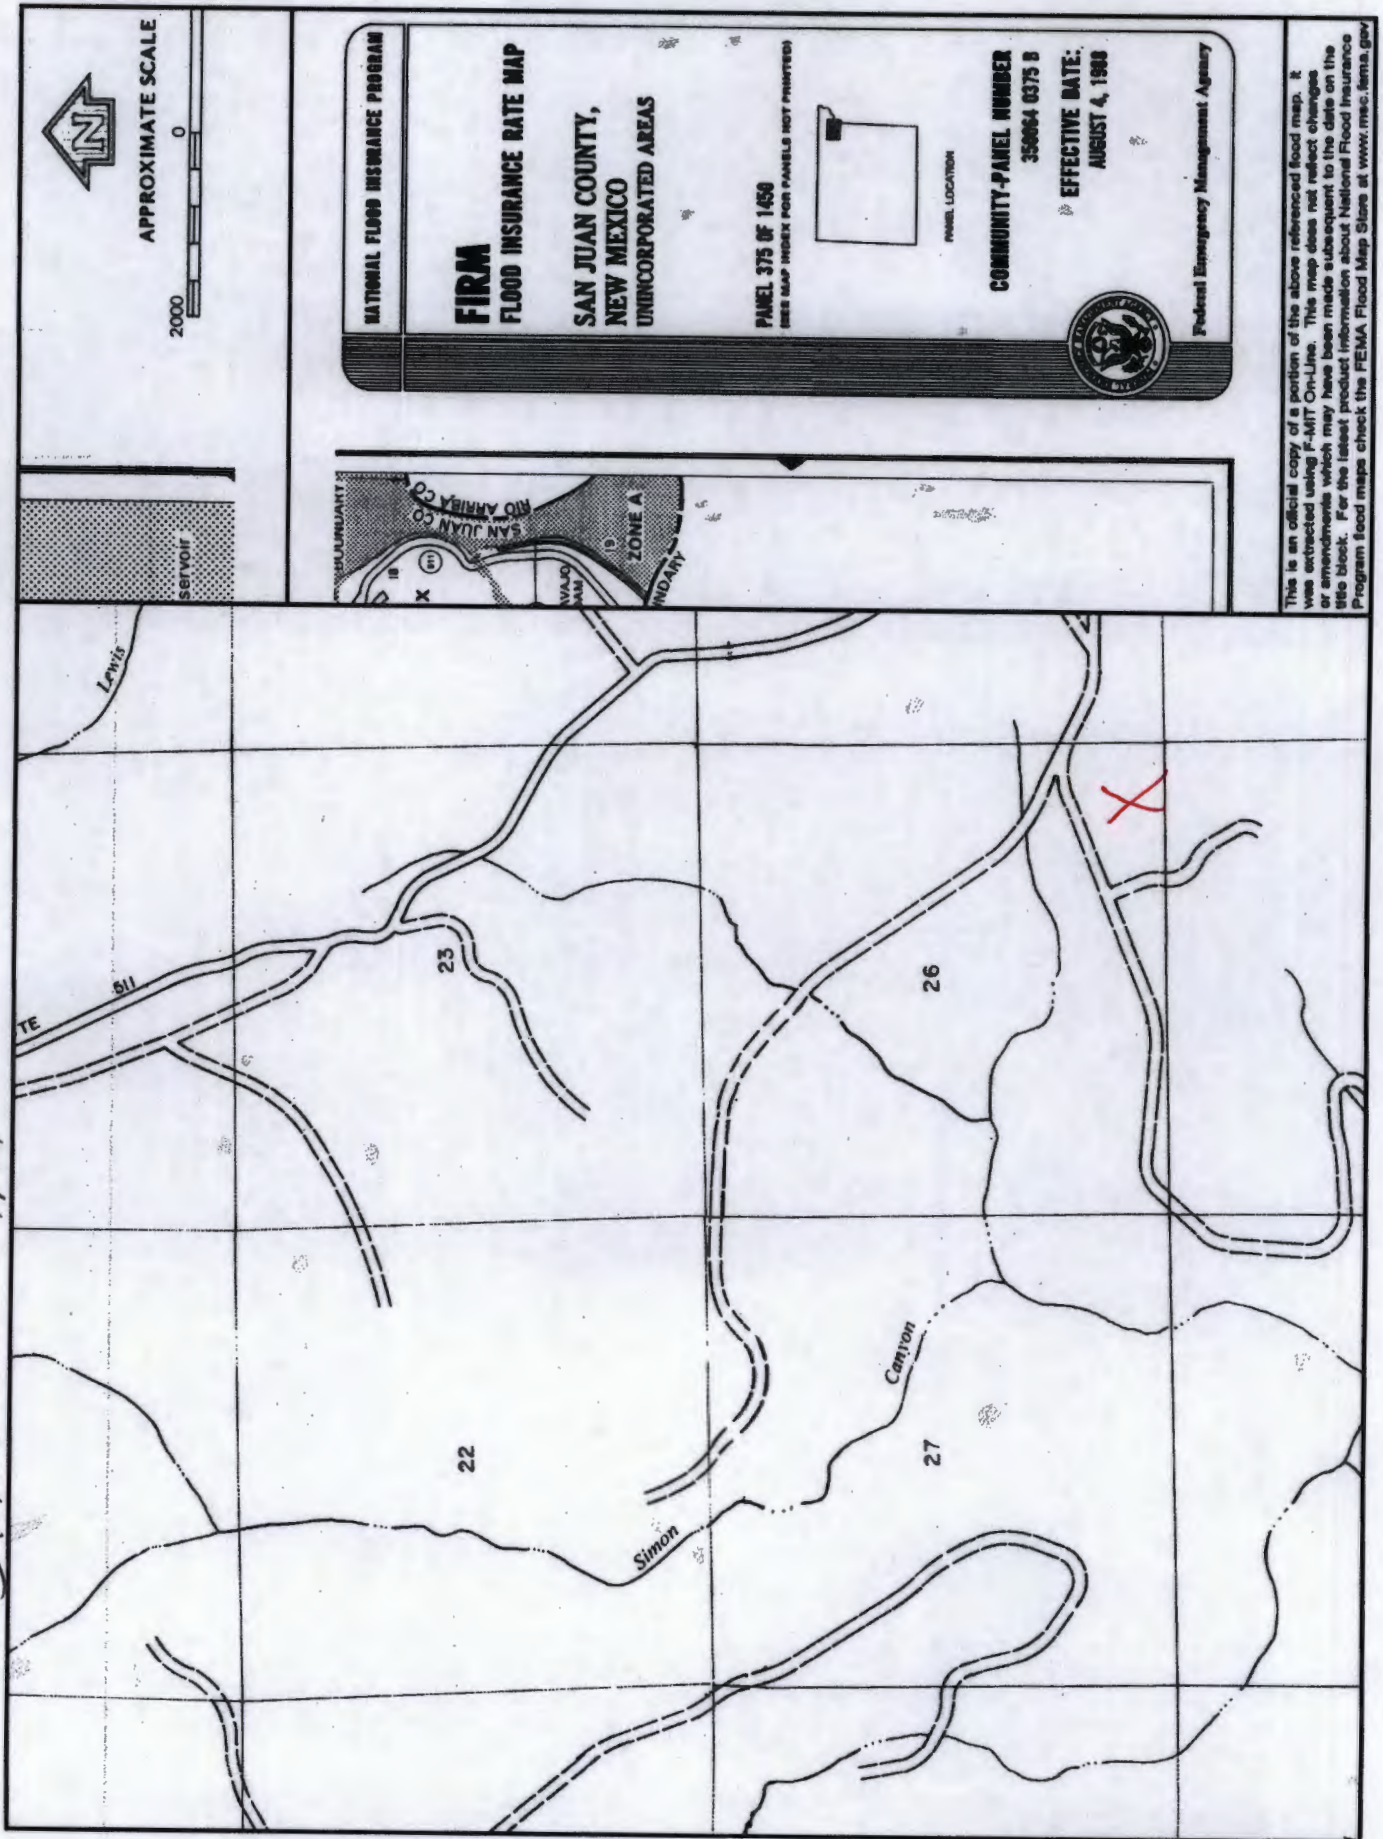 APPROXIMATE SCALE
2000 0
N
NATIONAL FLOOD INSURANCE PROGRAM
FIRM
FLOOD INSURANCE RATE MAP
SAN JUAN COUNTY,
NEW MEXICO
UNINCORPORATED AREAS
PANEL 375 OF 1450
(SEE MAP INDEX FOR PANELS NOT PRINTED)
PANEL LOCATION
COMMUNITY-PANEL NUMBER
350064 0375 B
EFFECTIVE DATE:
AUGUST 4, 1988
Federal Emergency Management Agency
This is an official copy of a portion of the above referenced flood map. It
was extracted using F-MIT On-Line. This map does not reflect changes
or amendments which may have been made subsequent to the date on the
title block. For the latest product information about National Flood Insurance
Program flood maps check the FEMA Flood Map Store at www.msc.fema.gov
servoir
BOUNDARY
RIO ARRIBA CO
SAN JUAN CO
18
511
X
19
ZONE A
AVAJO
DAM
UNDARY
Lewis
TE 511
23
26
22
27
Simon Canyon
X